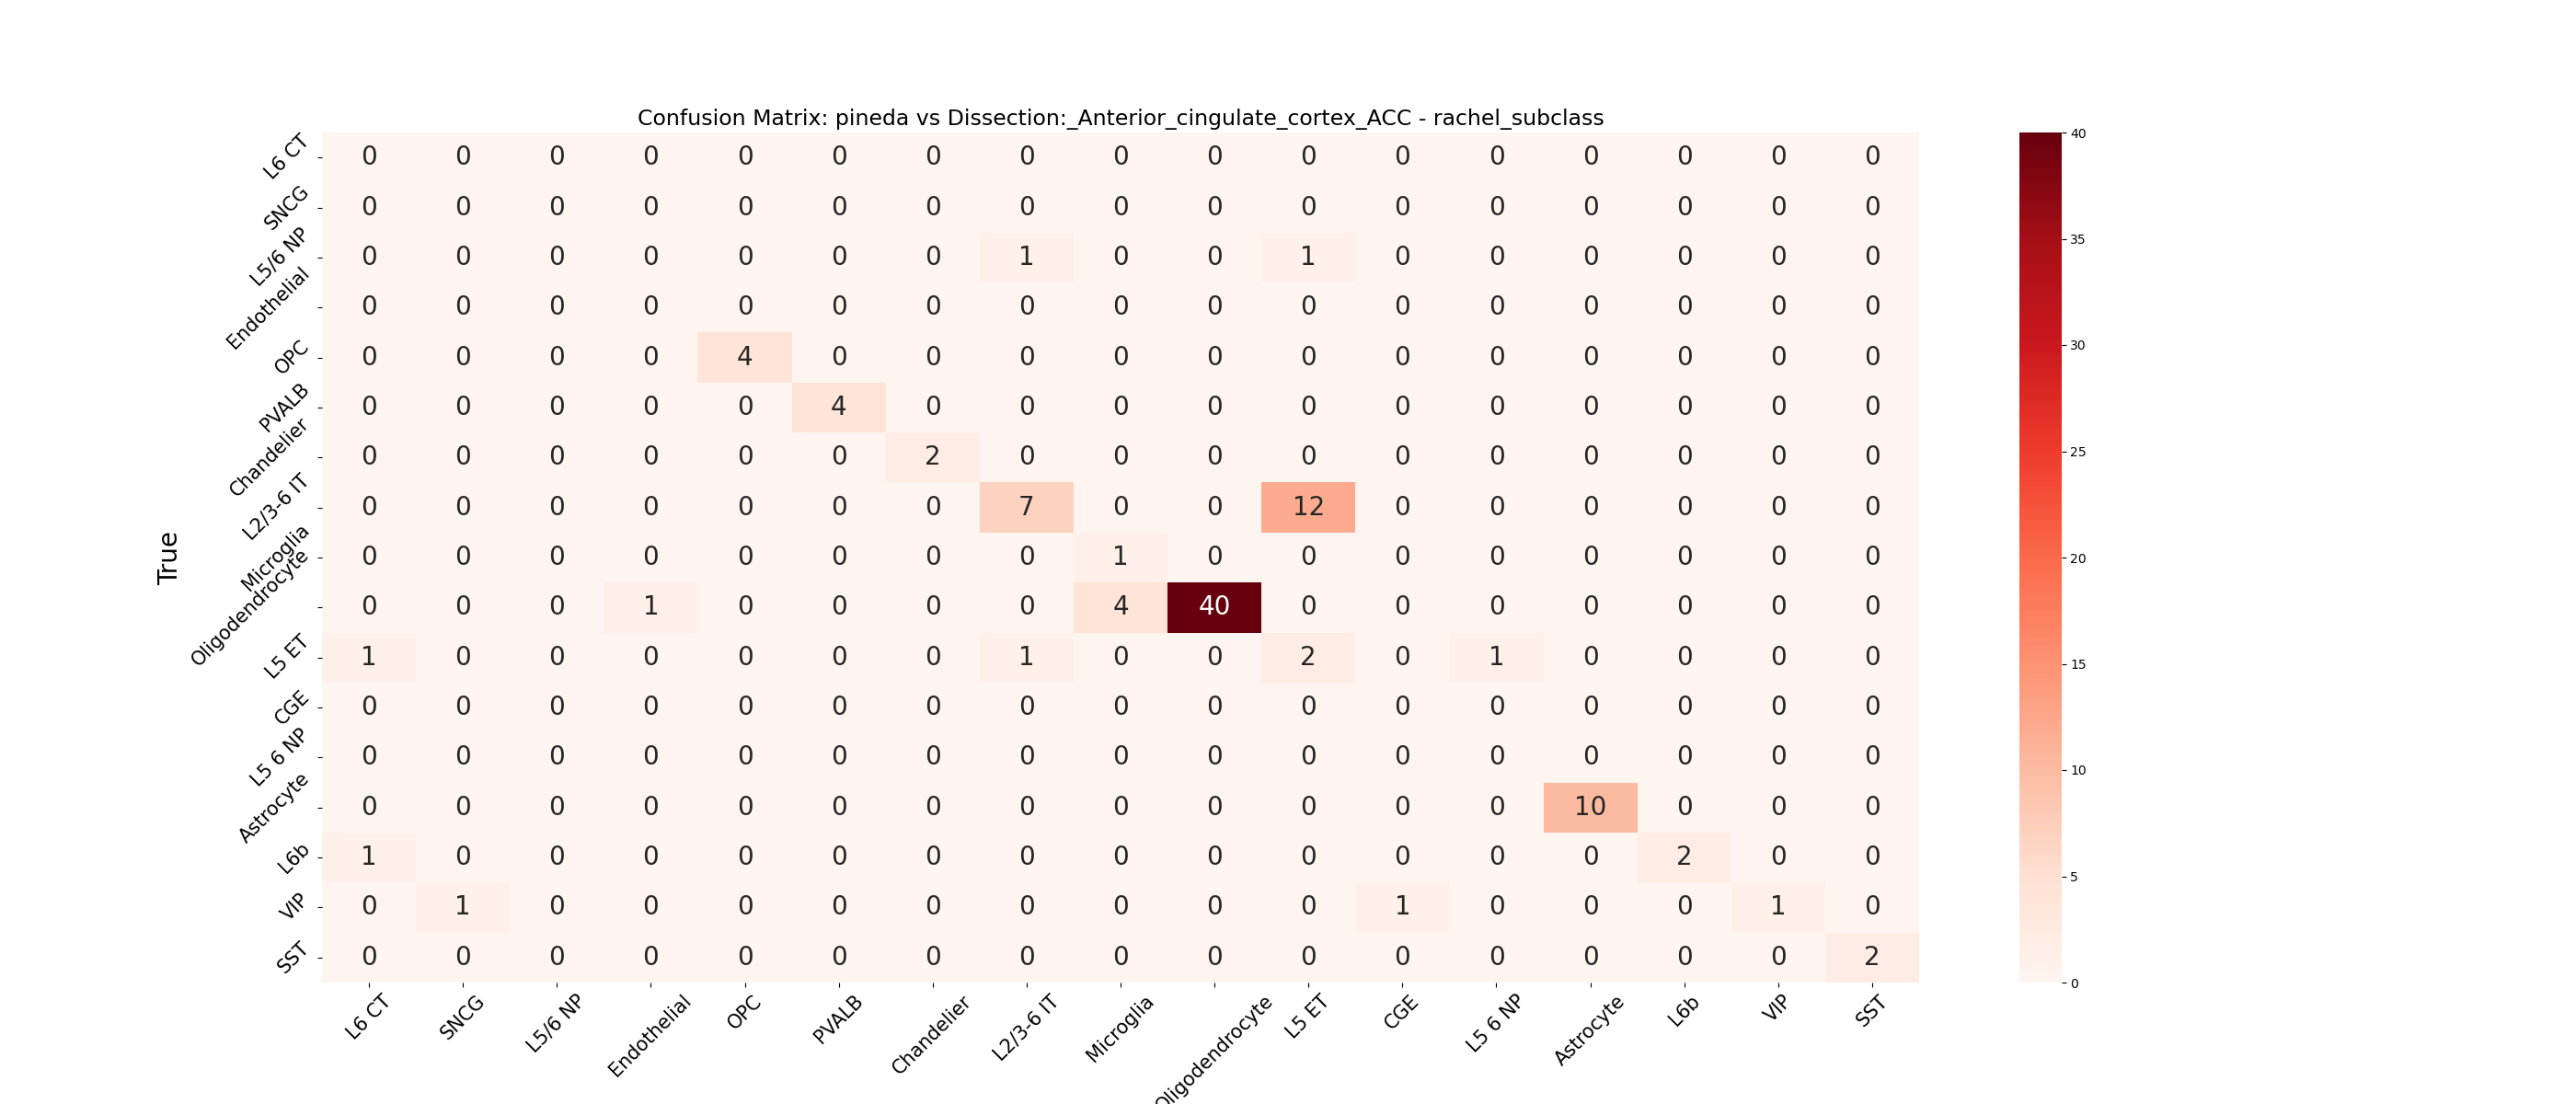 Confusion Matrix: pineda vs Dissection:_Anterior_cingulate_cortex_ACC - rachel_subclass
True
L6 CT 0 0 0 0 0 0 0 0 0 0 0 0 0 0 0 0 0
SNCG 0 0 0 0 0 0 0 0 0 0 0 0 0 0 0 0 0
L5/6 NP 0 0 0 0 0 0 0 1 0 0 1 0 0 0 0 0 0
Endothelial 0 0 0 0 0 0 0 0 0 0 0 0 0 0 0 0 0
OPC 0 0 0 0 4 0 0 0 0 0 0 0 0 0 0 0 0
PVALB 0 0 0 0 0 4 0 0 0 0 0 0 0 0 0 0 0
Chandelier 0 0 0 0 0 0 2 0 0 0 0 0 0 0 0 0 0
L2/3-6 IT 0 0 0 0 0 0 0 7 0 0 12 0 0 0 0 0 0
Microglia 0 0 0 0 0 0 0 0 1 0 0 0 0 0 0 0 0
Oligodendrocyte 0 0 0 1 0 0 0 0 4 40 0 0 0 0 0 0 0
L5 ET 1 0 0 0 0 0 0 1 0 0 2 0 1 0 0 0 0
CGE 0 0 0 0 0 0 0 0 0 0 0 0 0 0 0 0 0
L5 6 NP 0 0 0 0 0 0 0 0 0 0 0 0 0 0 0 0 0
Astrocyte 0 0 0 0 0 0 0 0 0 0 0 0 0 10 0 0 0
L6b 1 0 0 0 0 0 0 0 0 0 0 0 0 0 2 0 0
VIP 0 1 0 0 0 0 0 0 0 0 0 1 0 0 0 1 0
SST 0 0 0 0 0 0 0 0 0 0 0 0 0 0 0 0 2
L6 CT SNCG L5/6 NP Endothelial OPC PVALB Chandelier L2/3-6 IT Microglia Oligodendrocyte L5 ET CGE L5 6 NP Astrocyte L6b VIP SST
40
35
30
25
20
15
10
5
0